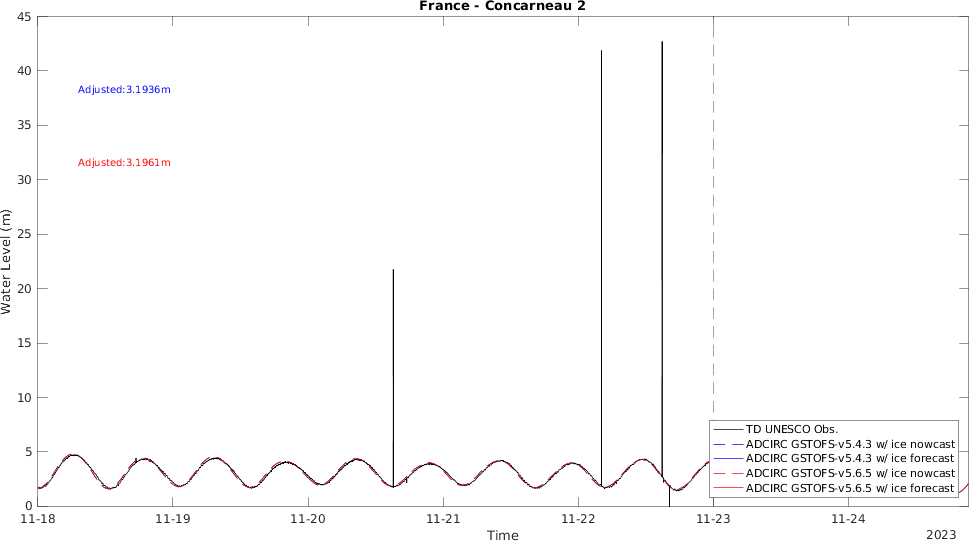 France - Concarneau 2
45
40
35
30
25
20
15
10
5
0
Water Level (m)
Adjusted:3.1936m
Adjusted:3.1961m
TD UNESCO Obs.
ADCIRC GSTOFS-v5.4.3 w/ ice nowcast
ADCIRC GSTOFS-v5.4.3 w/ ice forecast
ADCIRC GSTOFS-v5.6.5 w/ ice nowcast
ADCIRC GSTOFS-v5.6.5 w/ ice forecast
11-18 11-19 11-20 11-21 11-22 11-23 11-24
Time
2023